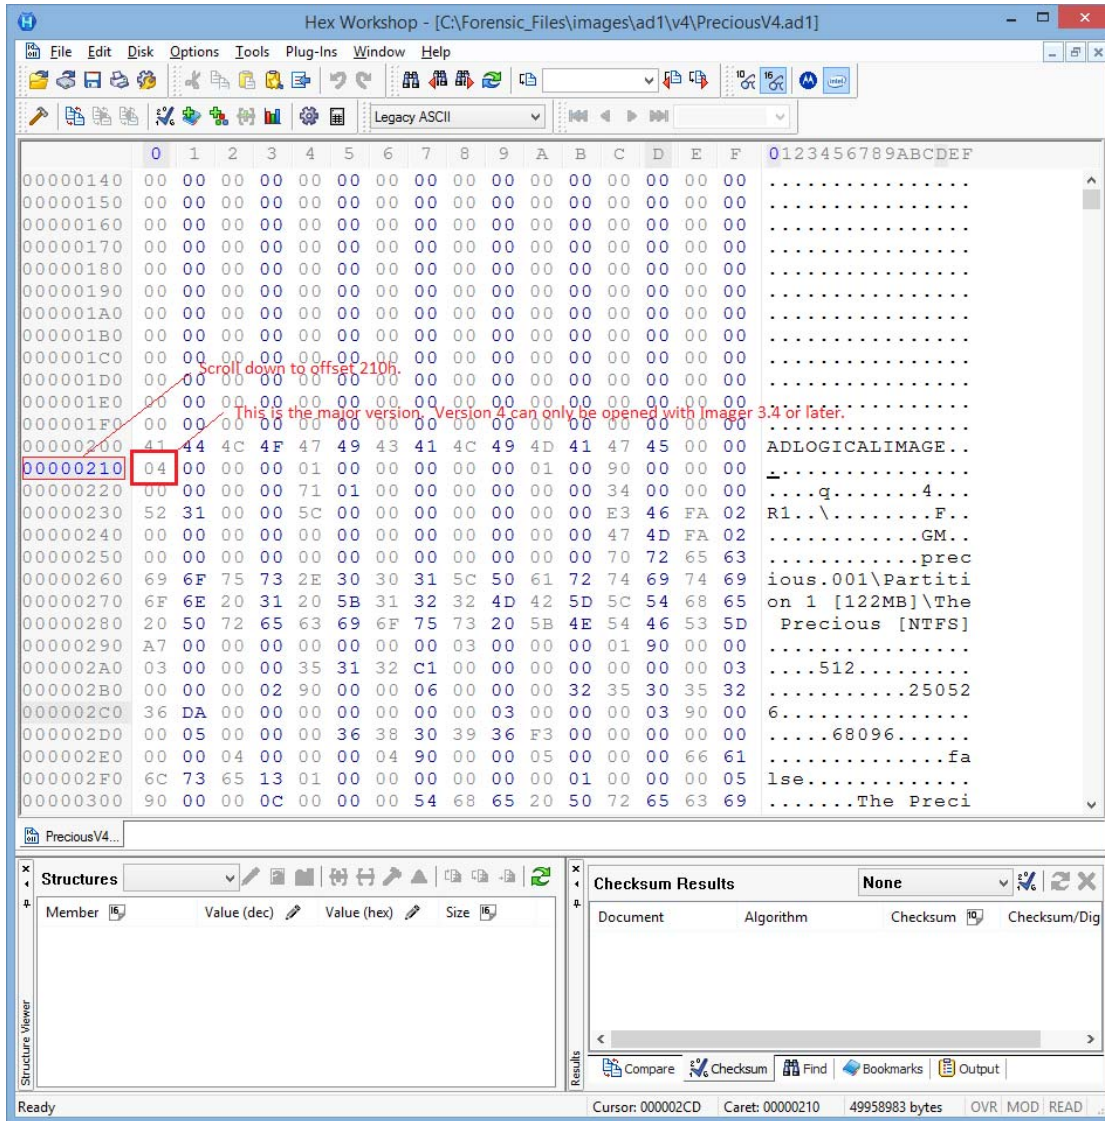 Hex Workshop - [C:\Forensic_Files\images\ad1\v4\PreciousV4.ad1]
File Edit Disk Options Tools Plug-Ins Window Help
Legacy ASCII
0 1 2 3 4 5 6 7 8 9 A B C D E F 0123456789ABCDEF
00000140 00 00 00 00 00 00 00 00 00 00 00 00 00 00 00 00 ................
00000150 00 00 00 00 00 00 00 00 00 00 00 00 00 00 00 00 ................
00000160 00 00 00 00 00 00 00 00 00 00 00 00 00 00 00 00 ................
00000170 00 00 00 00 00 00 00 00 00 00 00 00 00 00 00 00 ................
00000180 00 00 00 00 00 00 00 00 00 00 00 00 00 00 00 00 ................
00000190 00 00 00 00 00 00 00 00 00 00 00 00 00 00 00 00 ................
000001A0 00 00 00 00 00 00 00 00 00 00 00 00 00 00 00 00 ................
000001B0 00 00 00 00 00 00 00 00 00 00 00 00 00 00 00 00 ................
000001C0 00 00 00 00 00 00 00 00 00 00 00 00 00 00 00 00 ................
Scroll down to offset 210h.
000001D0 00 00 00 00 00 00 00 00 00 00 00 00 00 00 00 00 ................
000001E0 00 00 00 00 00 00 00 00 00 00 00 00 00 00 00 00 ................
This is the major version. Version 4 can only be opened with Imager 3.4 or later.
000001F0 00 00 00 00 00 00 00 00 00 00 00 00 00 00 00 00 ................
00000200 41 44 4C 4F 47 49 43 41 4C 49 4D 41 47 45 00 00 ADLOGICALIMAGE..
00000210 04 00 00 00 01 00 00 00 00 00 01 00 90 00 00 00 ................
00000220 00 00 00 00 71 01 00 00 00 00 00 00 34 00 00 00 ....q.......4...
00000230 52 31 00 00 5C 00 00 00 00 00 00 00 E3 46 FA 02 R1..\........F..
00000240 00 00 00 00 00 00 00 00 00 00 00 00 47 4D FA 02 ............GM..
00000250 00 00 00 00 00 00 00 00 00 00 00 00 70 72 65 63 ............prec
00000260 69 6F 75 73 2E 30 30 31 5C 50 61 72 74 69 74 69 ious.001\Partiti
00000270 6F 6E 20 31 20 5B 31 32 32 4D 42 5D 5C 54 68 65 on 1 [122MB]\The
00000280 20 50 72 65 63 69 6F 75 73 20 5B 4E 54 46 53 5D Precious [NTFS]
00000290 A7 00 00 00 00 00 00 00 03 00 00 00 01 90 00 00 ................
000002A0 03 00 00 00 35 31 32 C1 00 00 00 00 00 00 00 03 ....512.........
000002B0 00 00 00 02 90 00 00 06 00 00 00 32 35 30 35 32 ...........25052
000002C0 36 DA 00 00 00 00 00 00 00 03 00 00 00 03 90 00 6...............
000002D0 00 05 00 00 00 36 38 30 39 36 F3 00 00 00 00 00 .....68096......
000002E0 00 00 04 00 00 00 04 90 00 00 05 00 00 00 66 61 ..............fa
000002F0 6C 73 65 13 01 00 00 00 00 00 00 01 00 00 00 05 lse.............
00000300 90 00 00 0C 00 00 00 54 68 65 20 50 72 65 63 69 .......The Preci
PreciousV4...
Structures
Member Value (dec) Value (hex) Size
Structure Viewer
Checksum Results None
Document Algorithm Checksum Checksum/Dig
Results
Compare Checksum Find Bookmarks Output
Ready Cursor: 000002CD Caret: 00000210 49958983 bytes OVR MOD READ